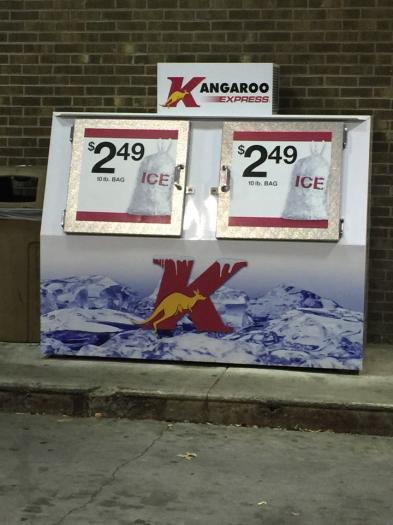 KANGAROO
EXPRESS
$2.49
10 lb. BAG
ICE
$2.49
10 lb. BAG
ICE
K